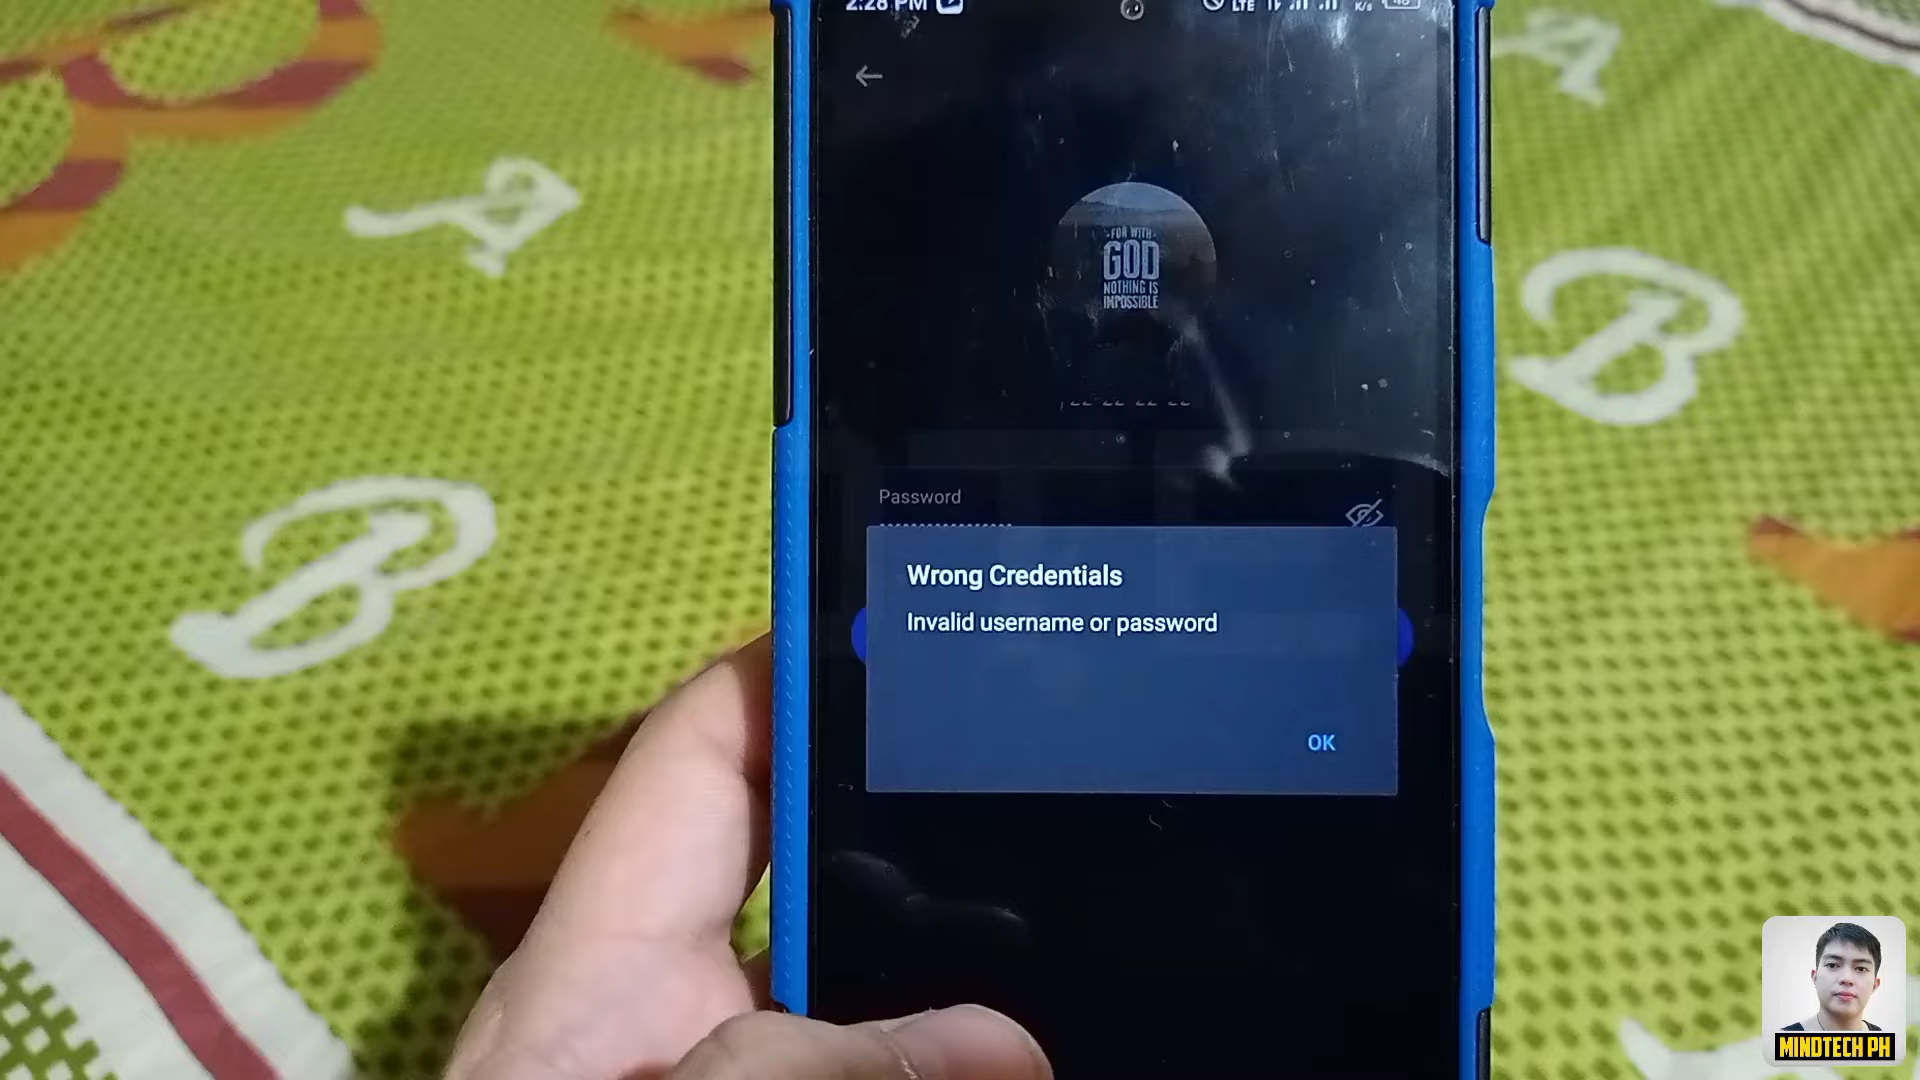 2:28 PM
LTE
K/s
FOR WITH
GOD
NOTHING IS
IMPOSSIBLE
Password
Wrong Credentials
Invalid username or password
OK
A
B
A
B
MINDTECH PH